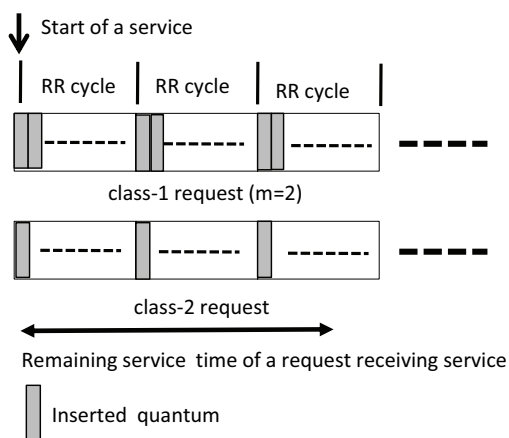 Start of a service
RR cycle RR cycle RR cycle
class-1 request (m=2)
class-2 request
Remaining service time of a request receiving service
Inserted quantum